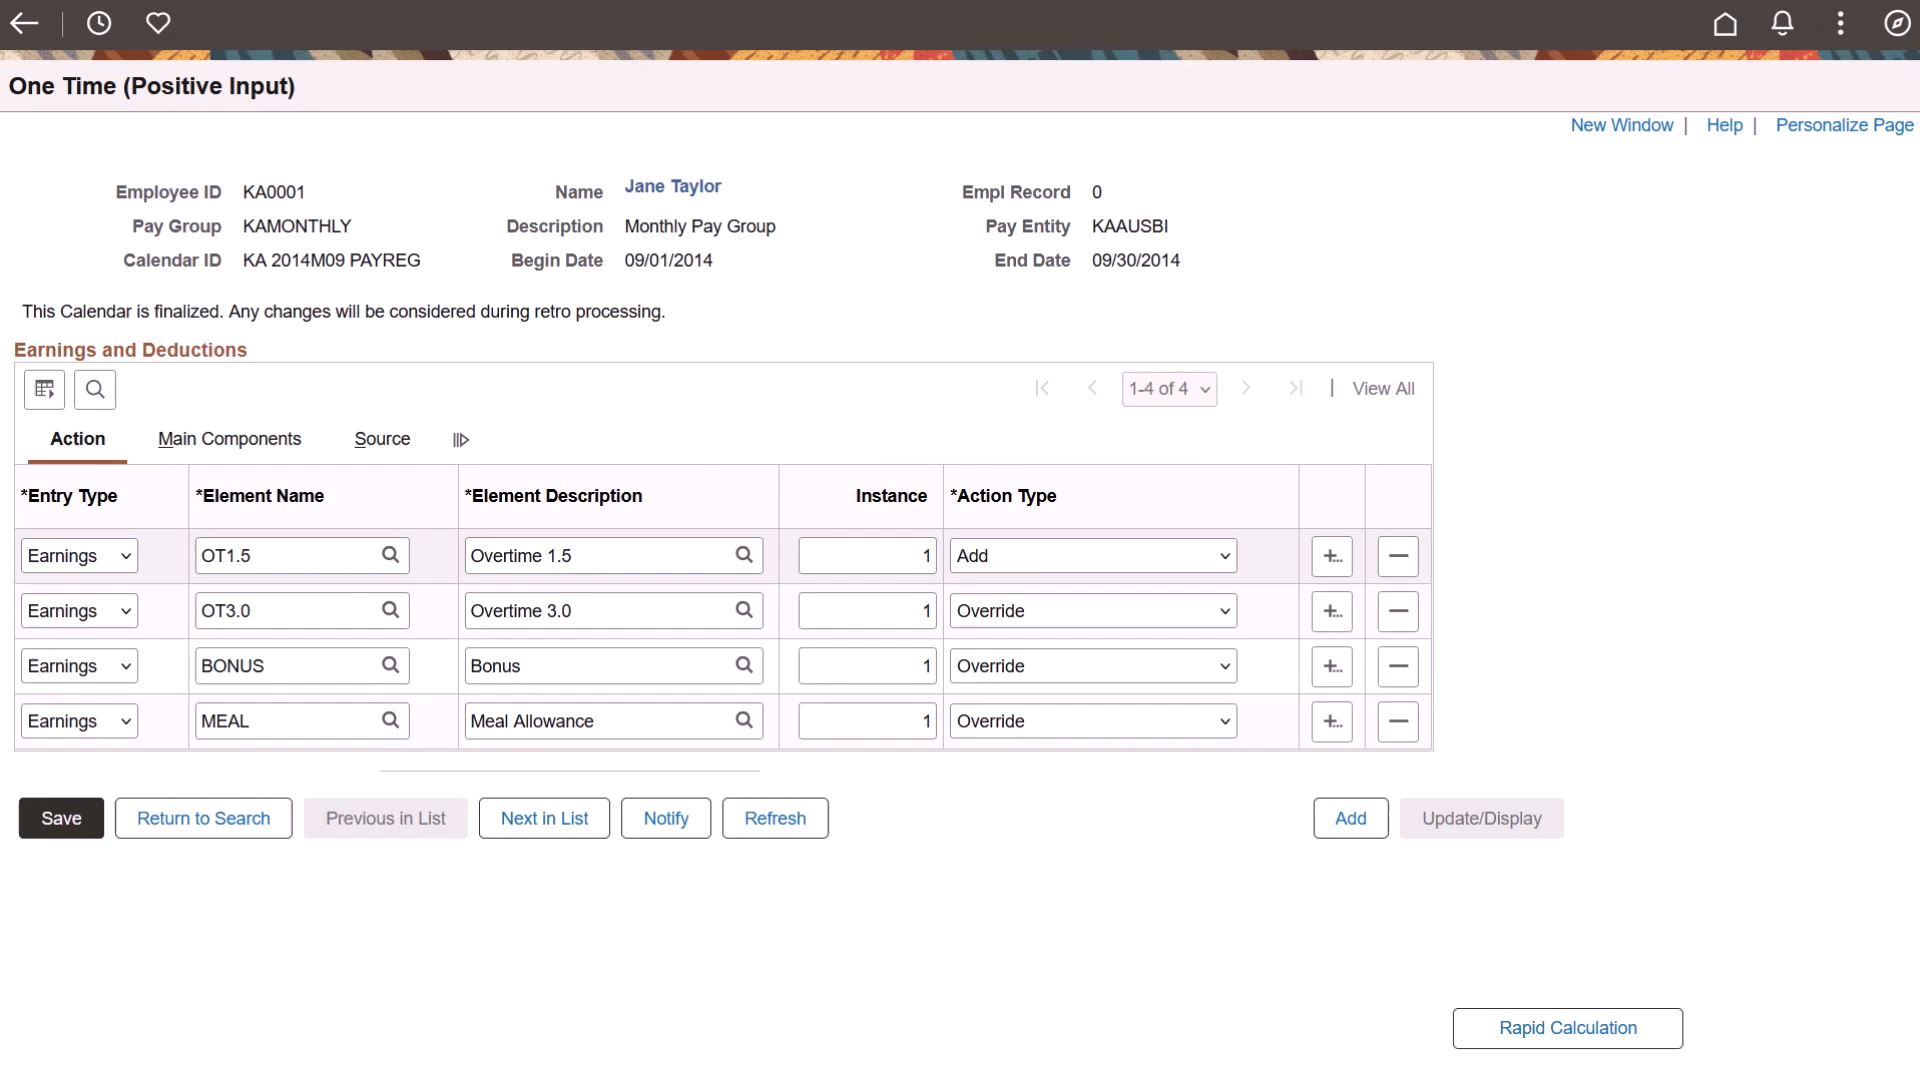 One Time (Positive Input)
New Window | Help | Personalize Page
Employee ID KA0001 Name Jane Taylor Empl Record 0
Pay Group KAMONTHLY Description Monthly Pay Group Pay Entity KAAUSBI
Calendar ID KA 2014M09 PAYREG Begin Date 09/01/2014 End Date 09/30/2014
This Calendar is finalized. Any changes will be considered during retro processing.
Earnings and Deductions
1-4 of 4 | View All
Action Main Components Source
*Entry Type *Element Name *Element Description Instance *Action Type
Earnings OT1.5 Overtime 1.5 1 Add
Earnings OT3.0 Overtime 3.0 1 Override
Earnings BONUS Bonus 1 Override
Earnings MEAL Meal Allowance 1 Override
Save Return to Search Previous in List Next in List Notify Refresh Add Update/Display
Rapid Calculation